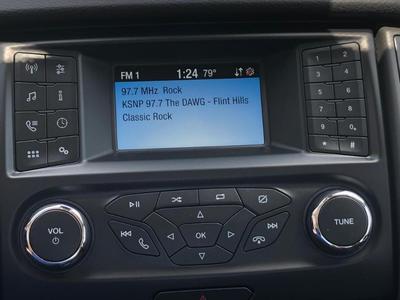 FM 1 1:24 79°
97.7 MHz Rock
KSNP 97.7 The DAWG - Flint Hills
Classic Rock
1 2
3 4
5 6
7 8
9 0
* #
VOL
OK
TUNE